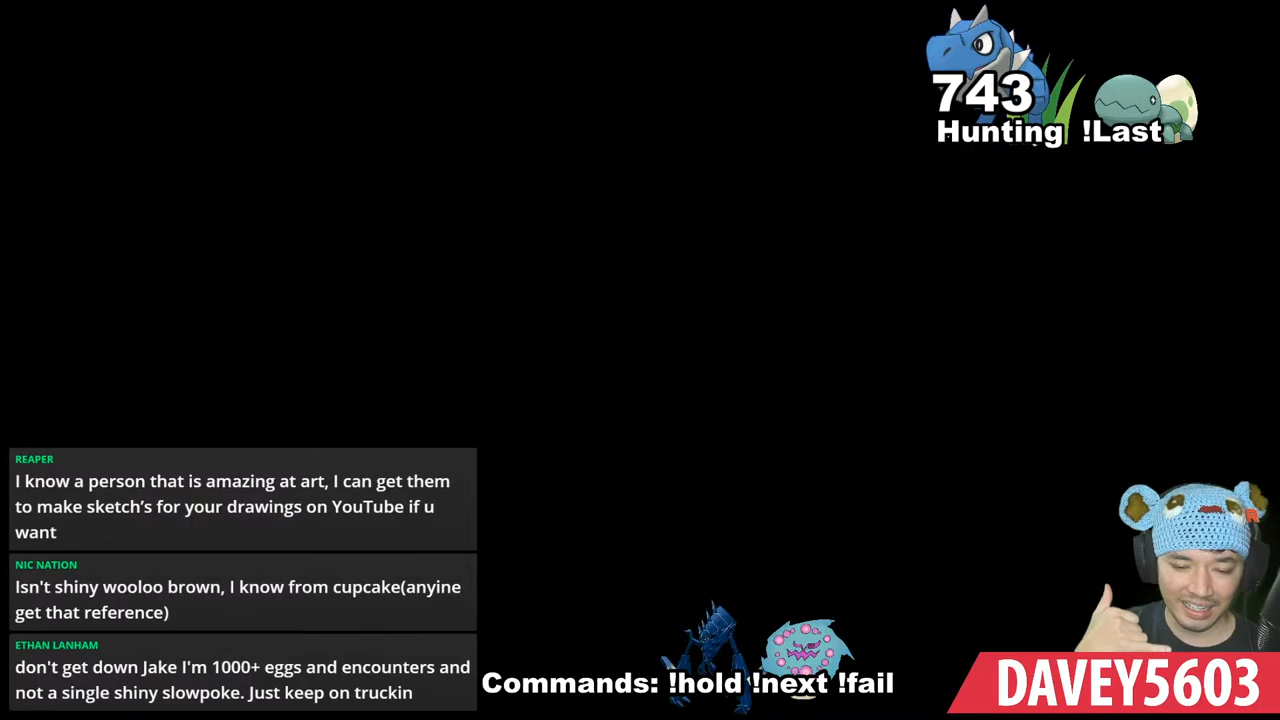 743
Hunting !Last
REAPER
I know a person that is amazing at art, I can get them
to make sketch’s for your drawings on YouTube if u
want
NIC NATION
Isn't shiny wooloo brown, I know from cupcake(anyine
get that reference)
ETHAN LANHAM
don't get down Jake I'm 1000+ eggs and encounters and
not a single shiny slowpoke. Just keep on truckin
Commands: !hold !next !fail
R
DAVEY5603